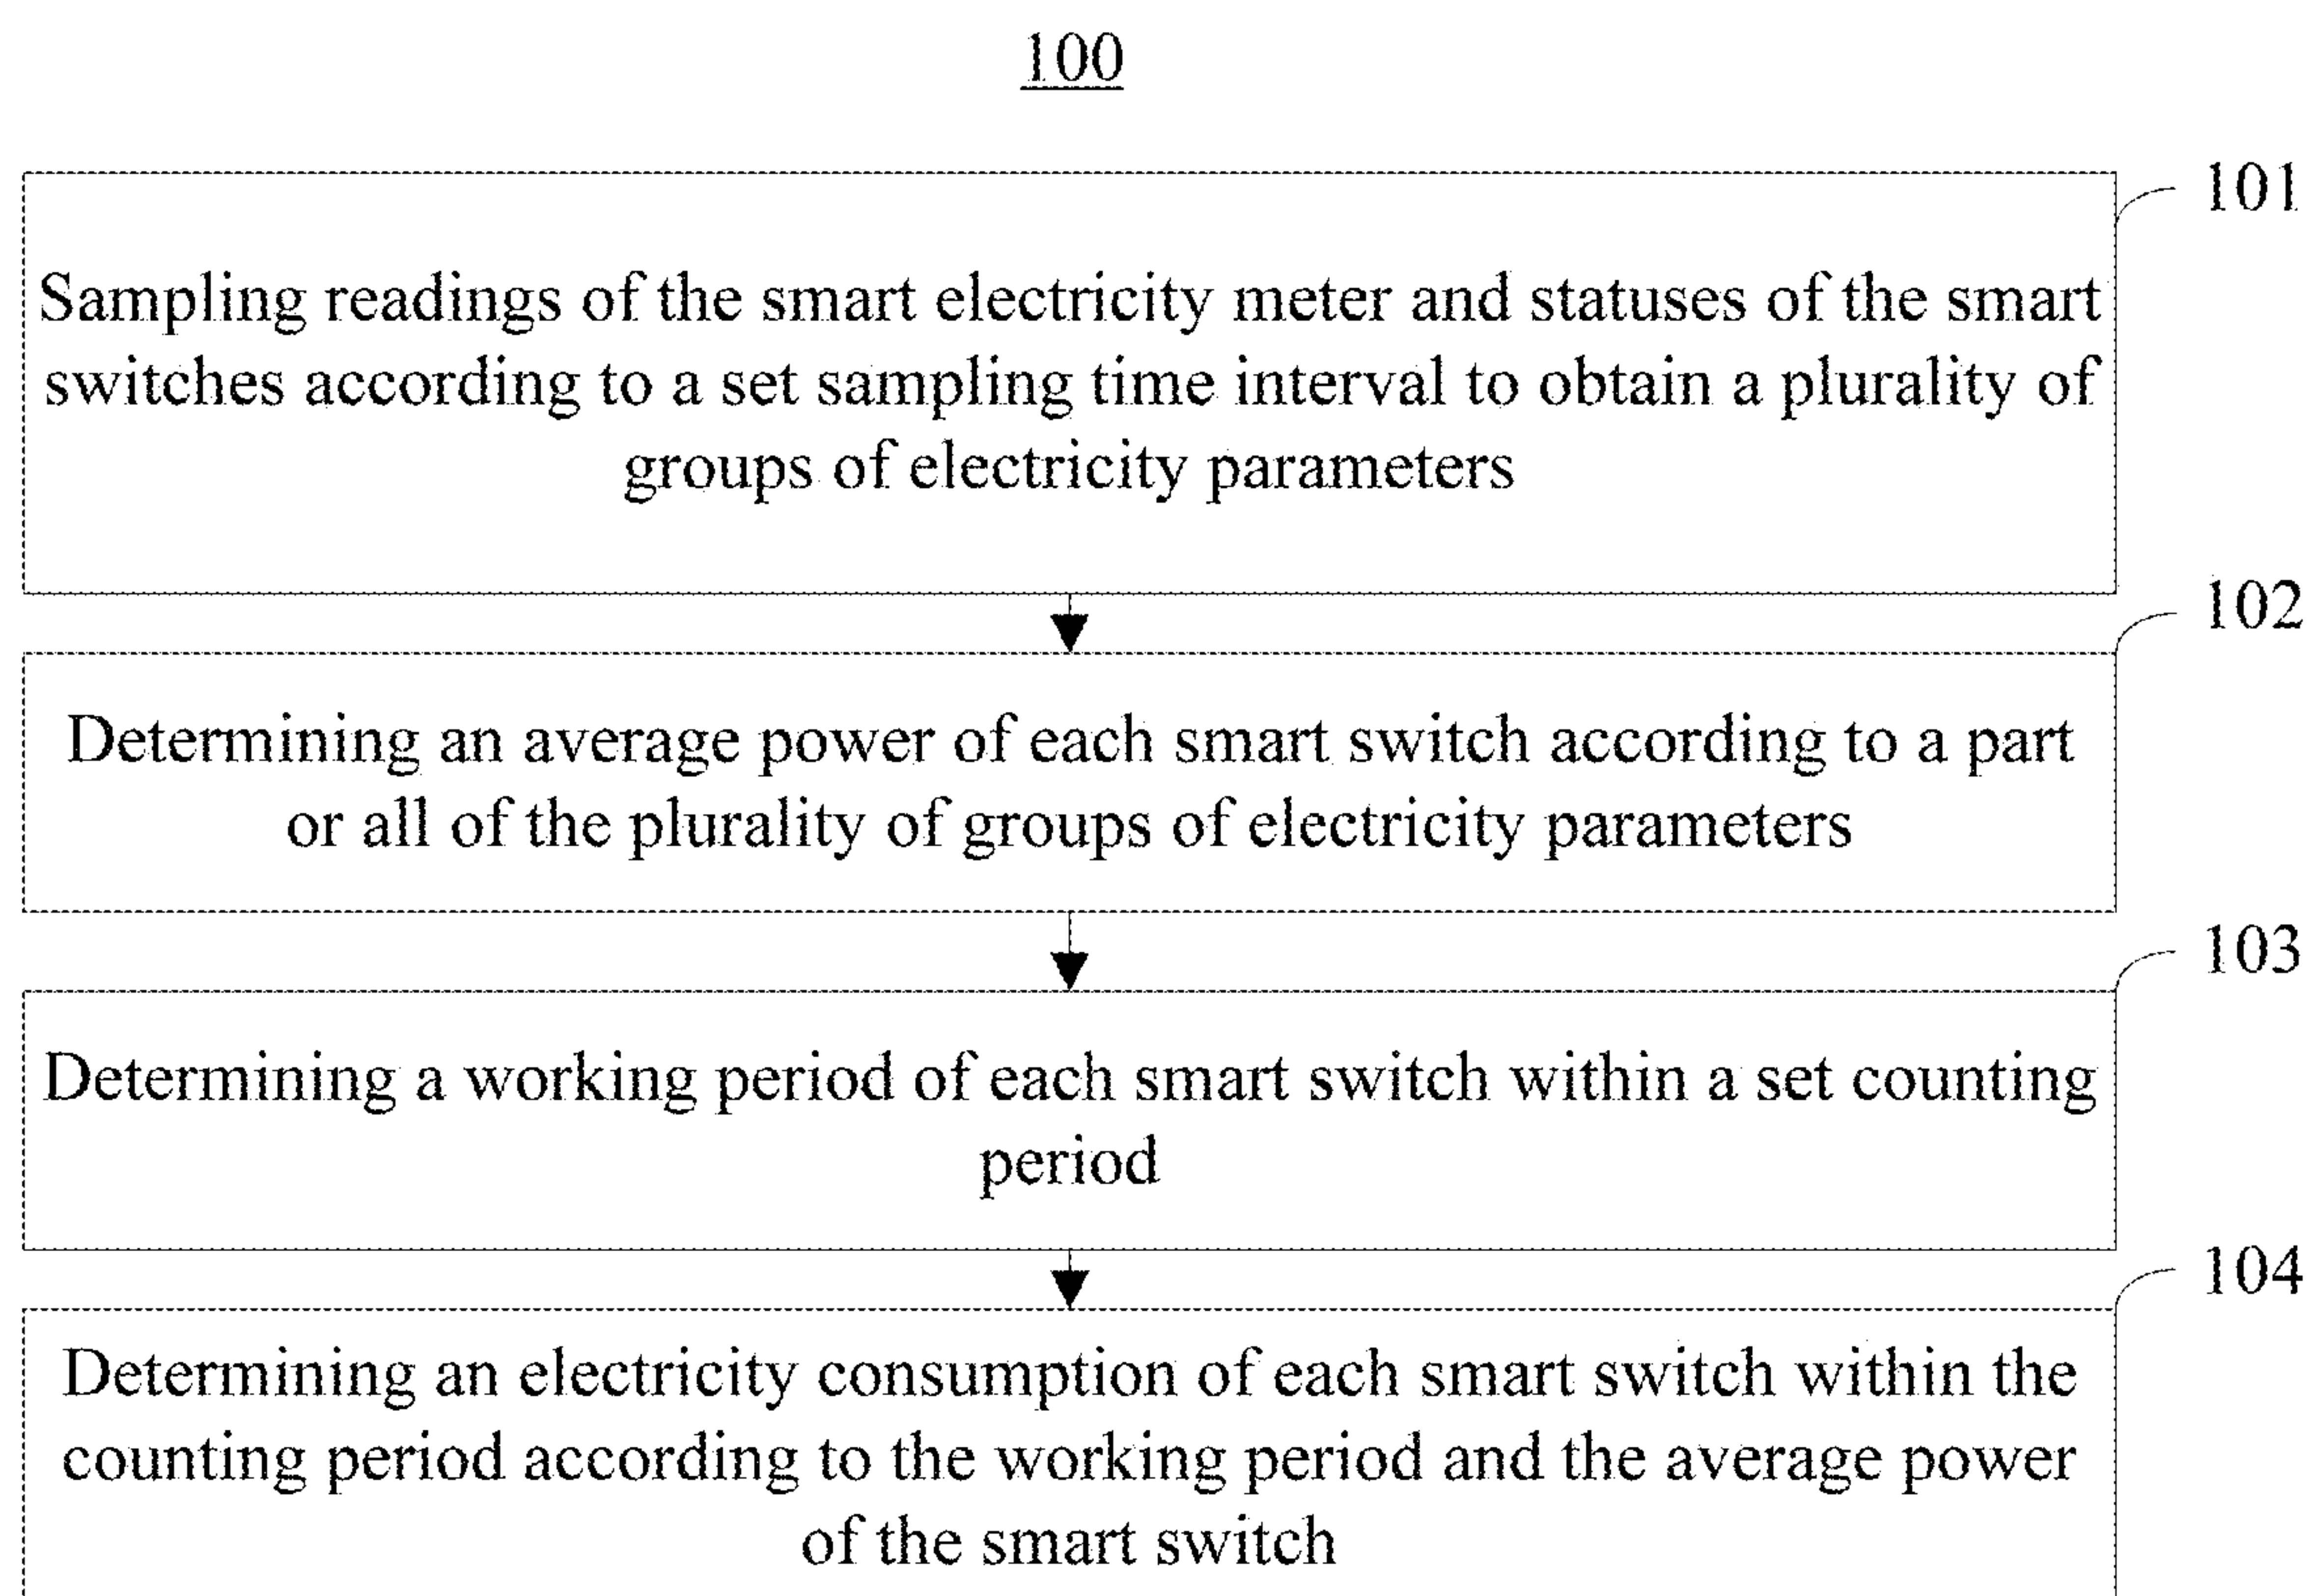 100
101
Sampling readings of the smart electricity meter and statuses of the smart
switches according to a set sampling time interval to obtain a plurality of
groups of electricity parameters
102
Determining an average power of each smart switch according to a part
or all of the plurality of groups of electricity parameters
103
Determining a working period of each smart switch within a set counting
period
104
Determining an electricity consumption of each smart switch within the
counting period according to the working period and the average power
of the smart switch